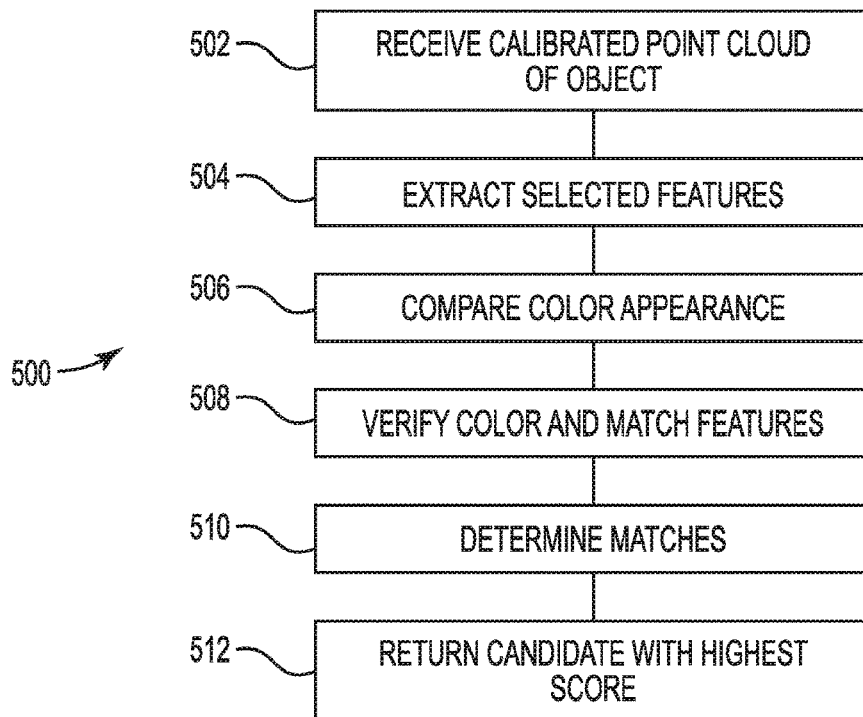 502
RECEIVE CALIBRATED POINT CLOUD
OF OBJECT
504
EXTRACT SELECTED FEATURES
506
COMPARE COLOR APPEARANCE
500
508
VERIFY COLOR AND MATCH FEATURES
510
DETERMINE MATCHES
512
RETURN CANDIDATE WITH HIGHEST
SCORE